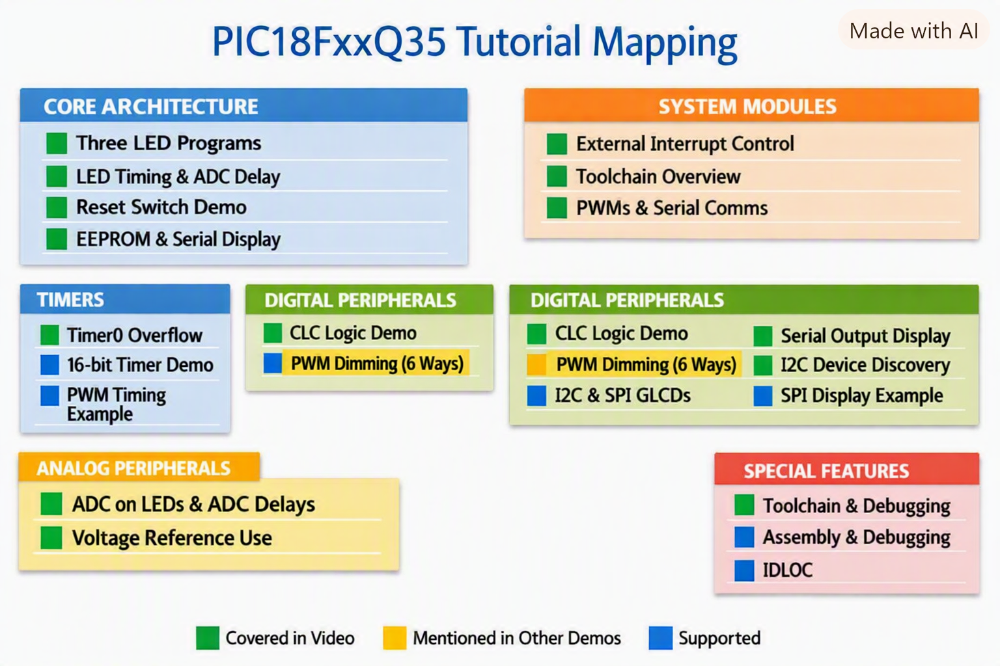 PIC18FxxQ35 Tutorial Mapping
Made with AI
CORE ARCHITECTURE
Three LED Programs
LED Timing & ADC Delay
Reset Switch Demo
EEPROM & Serial Display
SYSTEM MODULES
External Interrupt Control
Toolchain Overview
PWMs & Serial Comms
TIMERS
Timer0 Overflow
16-bit Timer Demo
PWM Timing
Example
DIGITAL PERIPHERALS
CLC Logic Demo
PWM Dimming (6 Ways)
DIGITAL PERIPHERALS
CLC Logic Demo
PWM Dimming (6 Ways)
I2C & SPI GLCDs
Serial Output Display
I2C Device Discovery
SPI Display Example
ANALOG PERIPHERALS
ADC on LEDs & ADC Delays
Voltage Reference Use
SPECIAL FEATURES
Toolchain & Debugging
Assembly & Debugging
IDLOC
Covered in Video
Mentioned in Other Demos
Supported